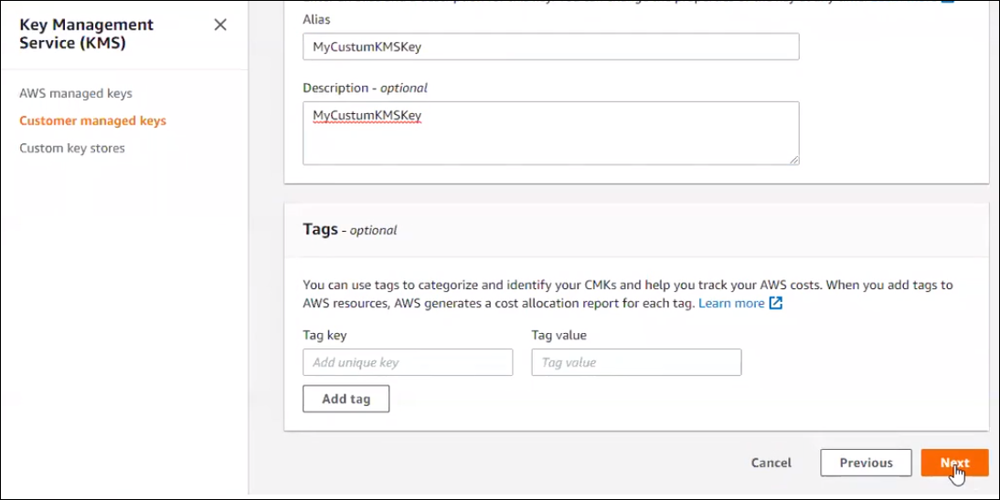 Key Management
Service (KMS)
AWS managed keys
Customer managed keys
Custom key stores
Alias
MyCustumKMSKey
Description - optional
MyCustumKMSKey
Tags - optional
You can use tags to categorize and identify your CMKs and help you track your AWS costs. When you add tags to
AWS resources, AWS generates a cost allocation report for each tag. Learn more
Tag key
Tag value
Add unique key
Tag value
Add tag
Cancel
Previous
Next